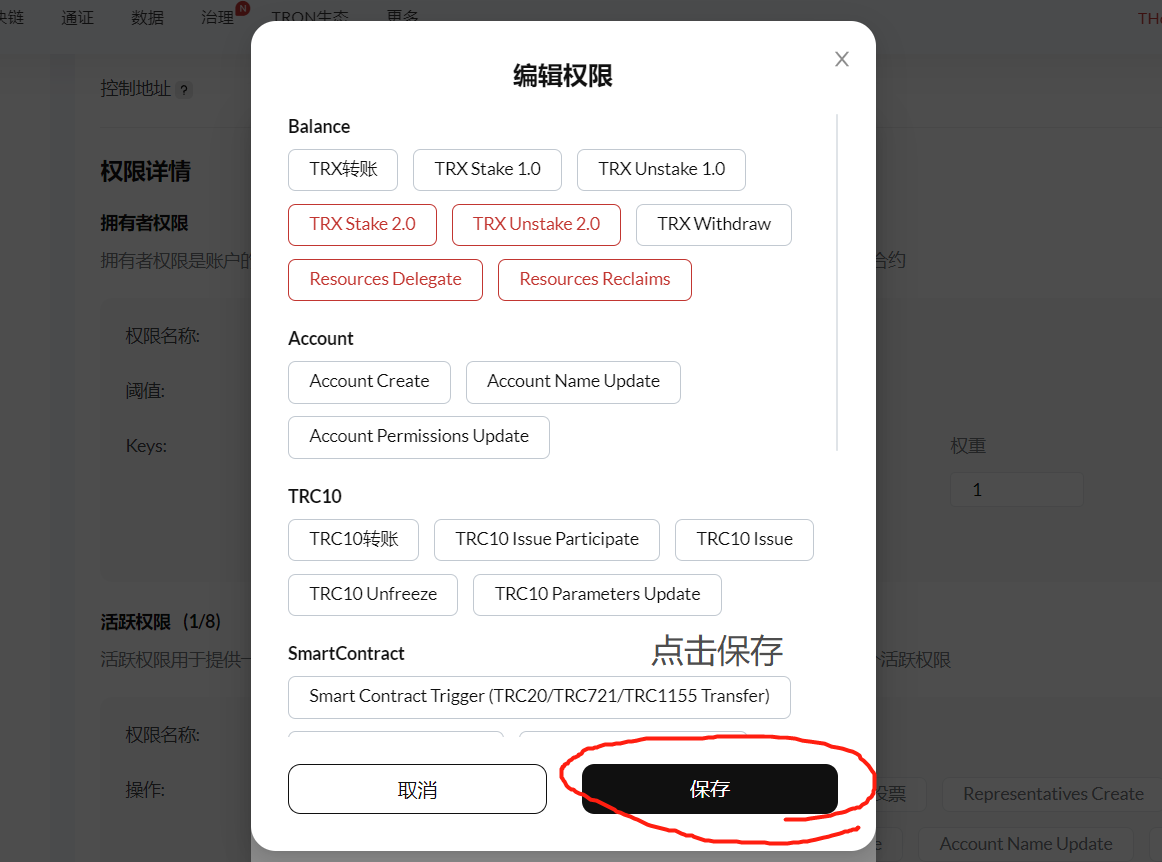 块链 通证 数据 治理 N TRON生态 更多
控制地址 ?
编辑权限
权限详情
拥有者权限
拥有者权限是账户的
合约
权限名称:
阈值:
Keys:
权重
1
Balance
TRX转账 TRX Stake 1.0 TRX Unstake 1.0
TRX Stake 2.0 TRX Unstake 2.0 TRX Withdraw
Resources Delegate Resources Reclaims
Account
Account Create Account Name Update
Account Permissions Update
TRC10
TRC10转账 TRC10 Issue Participate TRC10 Issue
TRC10 Unfreeze TRC10 Parameters Update
SmartContract
点击保存
Smart Contract Trigger (TRC20/TRC721/TRC1155 Transfer)
取消 保存
活跃权限 (1/8)
活跃权限用于提供一
活跃权限
权限名称:
操作:
投票 Representatives Create
Account Name Update